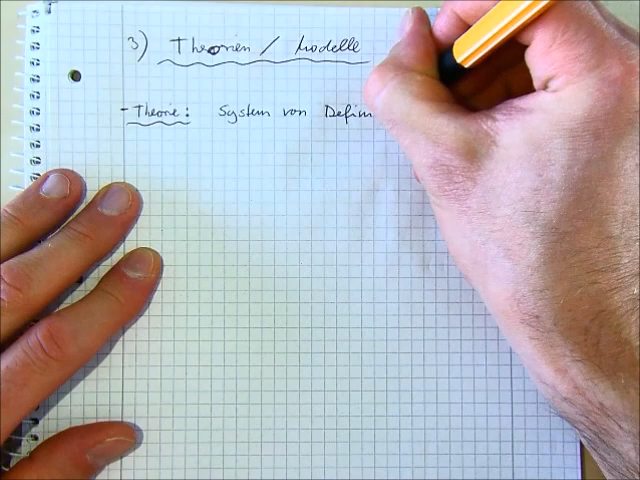 3) Theorien / Modelle
- Theorie: System von Defin